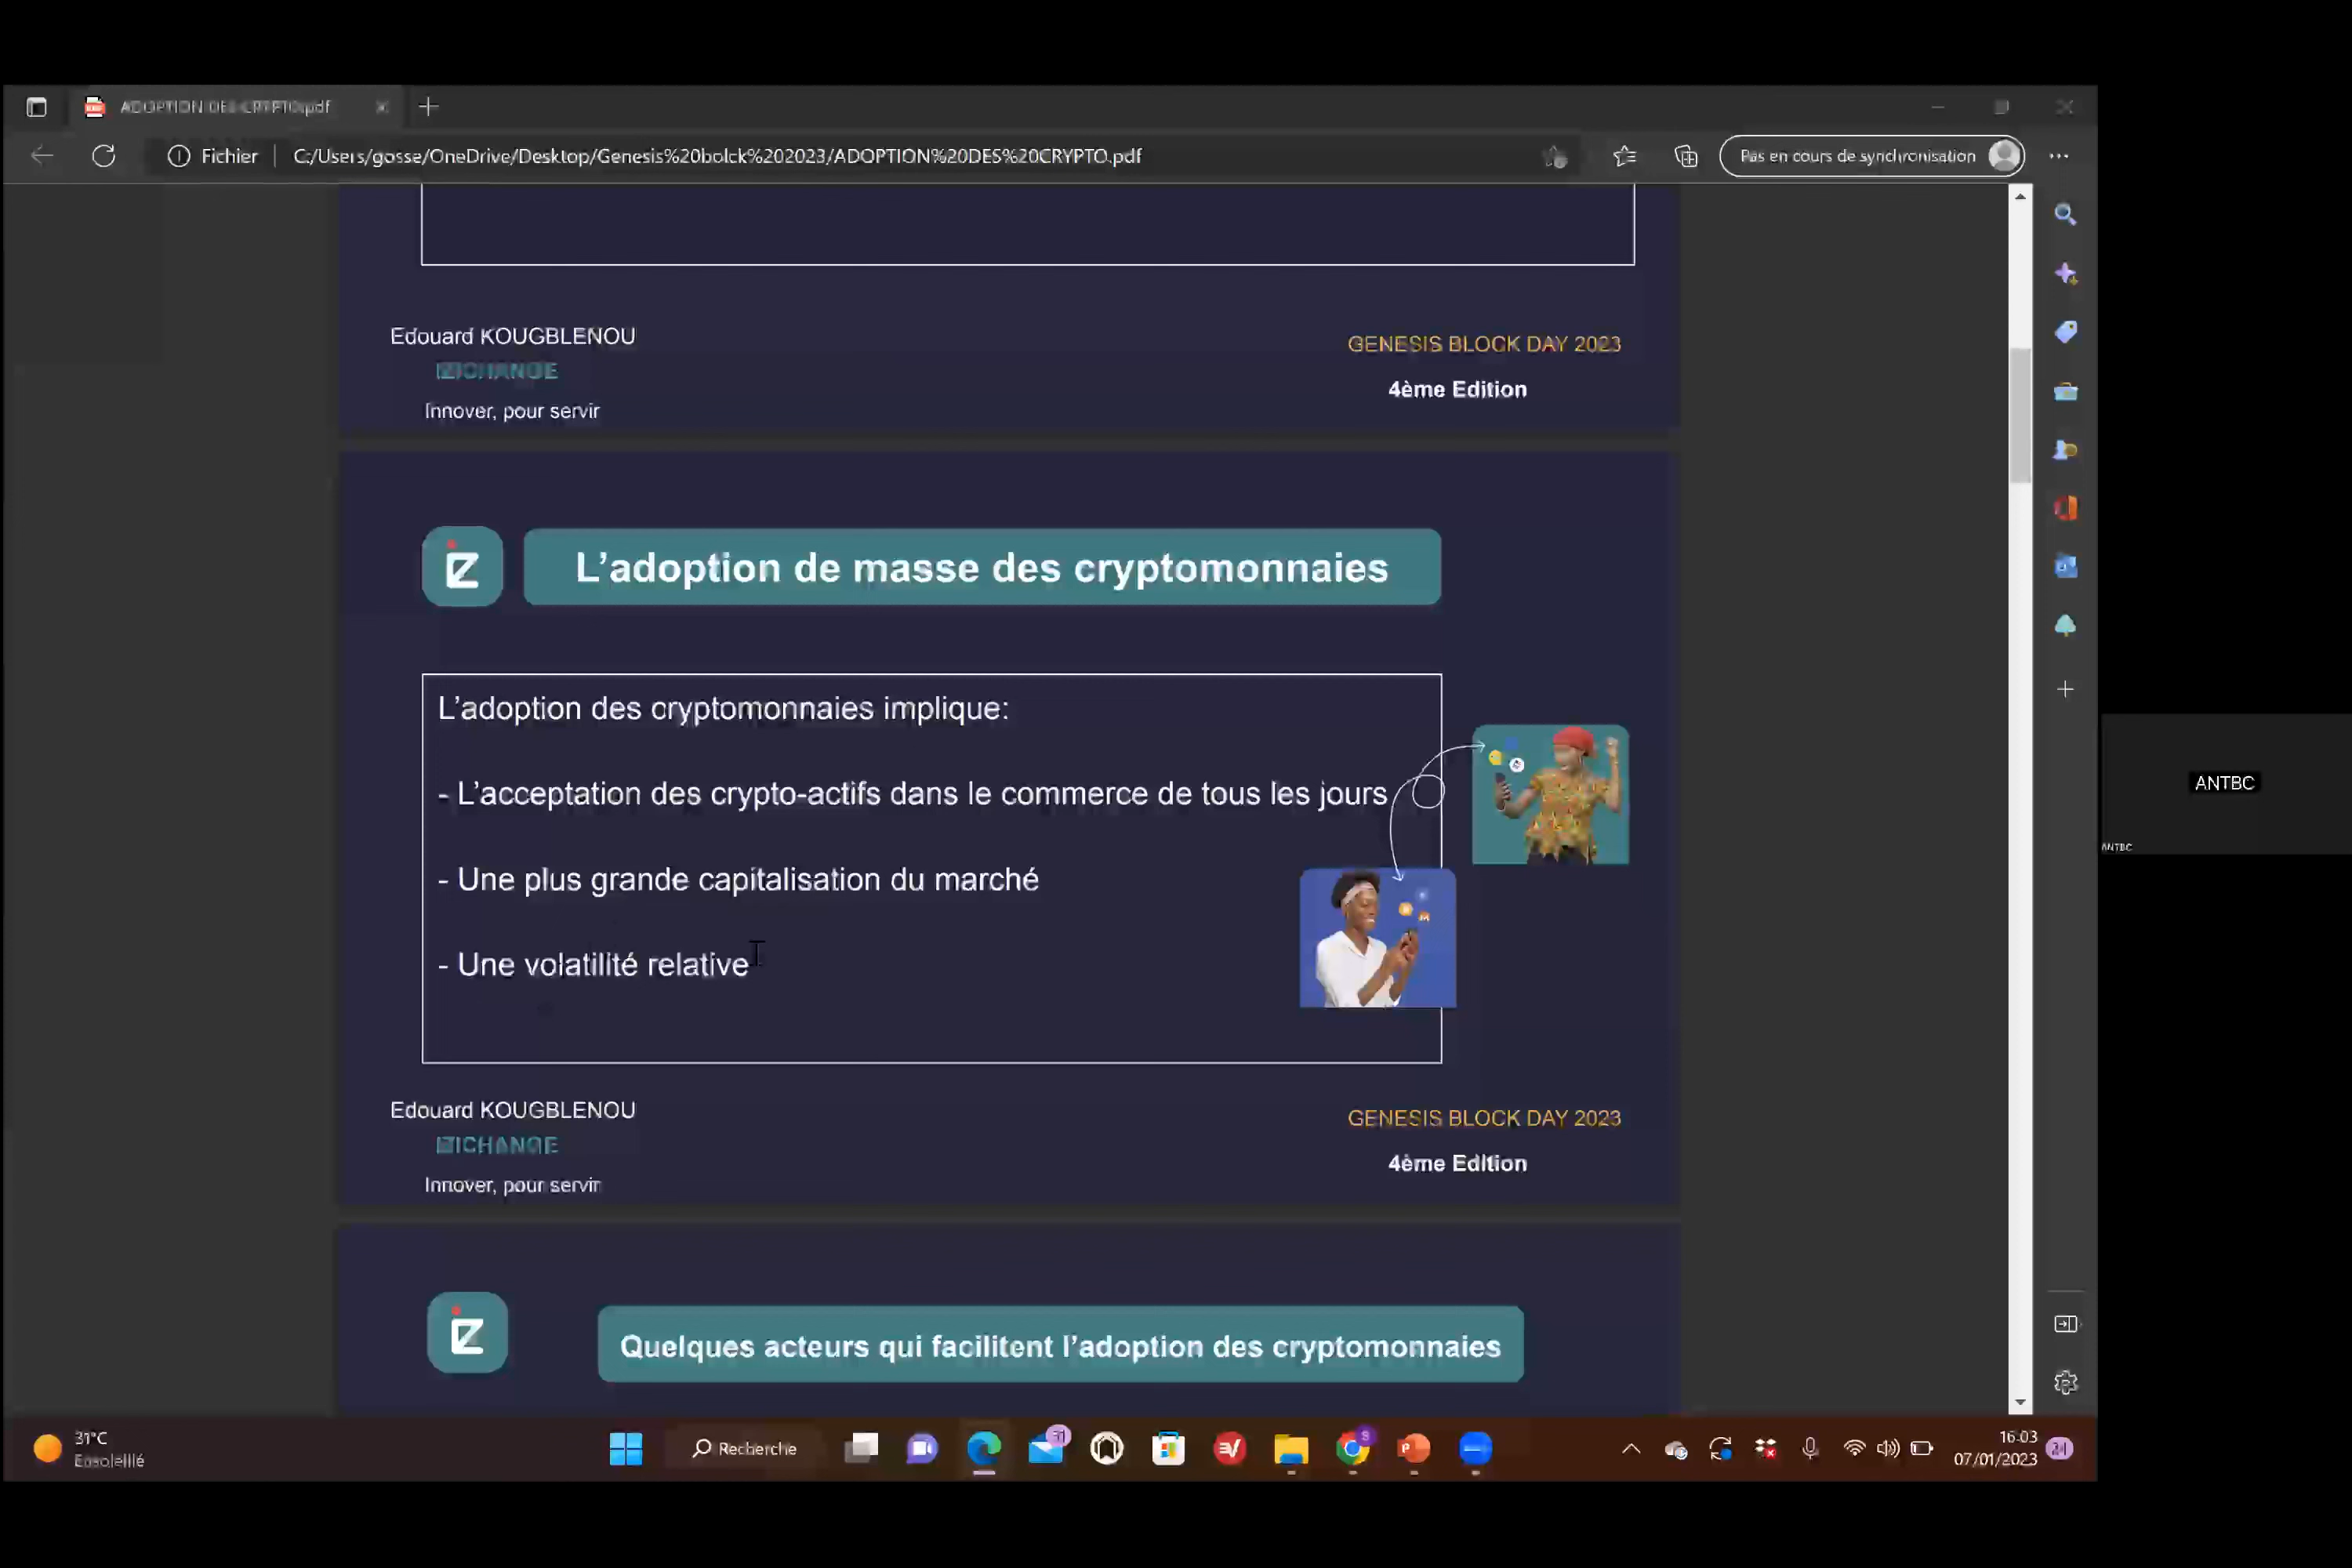 ADOPTION DES CRYPTO.pdf
Fichier
C:/Users/gosse/OneDrive/Desktop/Genesis%20bolck%202023/ADOPTION%20DES%20CRYPTO.pdf
Pas en cours de synchronisation
Edouard KOUGBLENOU
IZICHANGE
Innover, pour servir
GENESIS BLOCK DAY 2023
4ème Edition
L'adoption de masse des cryptomonnaies
L'adoption des cryptomonnaies implique:
- L'acceptation des crypto-actifs dans le commerce de tous les jours
- Une plus grande capitalisation du marché
- Une volatilité relative
Edouard KOUGBLENOU
IZICHANGE
Innover, pour servir
GENESIS BLOCK DAY 2023
4ème Edition
Quelques acteurs qui facilitent l'adoption des cryptomonnaies
ANTBC
ANTBC
31°C
Ensoleillé
Recherche
31
16:03
07/01/2023